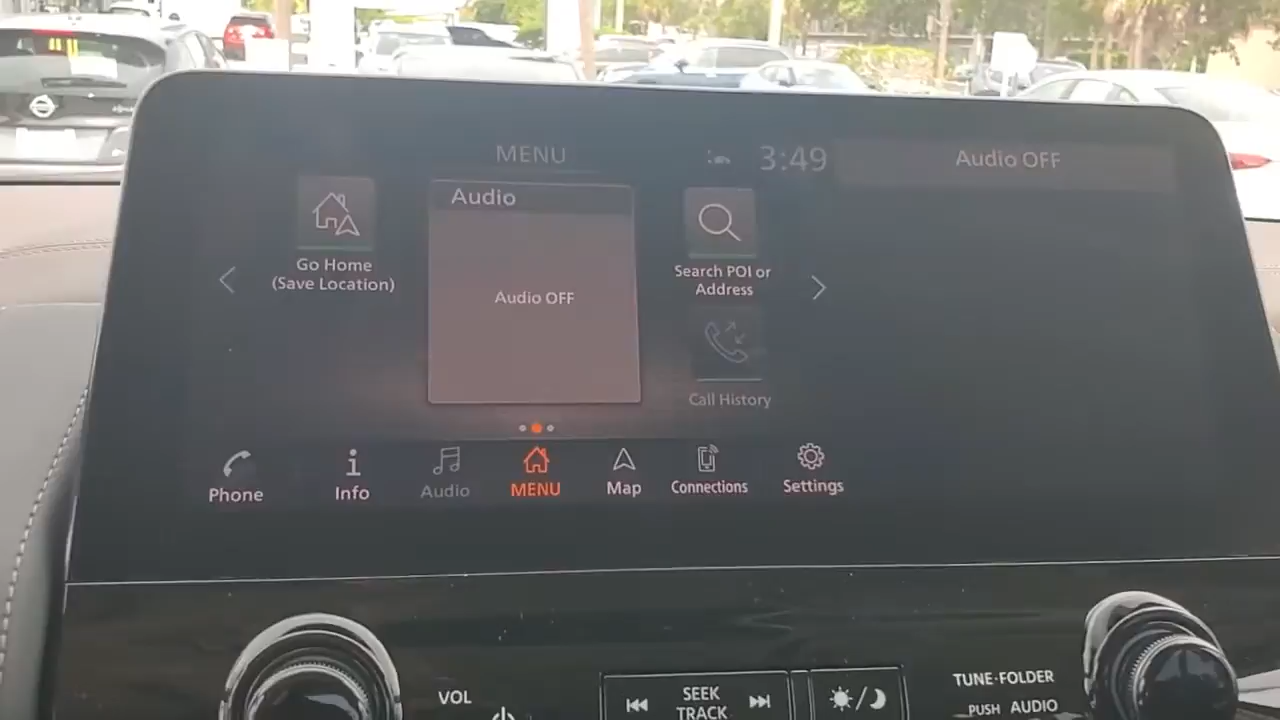 MENU
3:49
Audio OFF
Audio
Go Home
(Save Location)
Audio OFF
Search POI or
Address
Call History
Phone
Info
Audio
MENU
Map
Connections
Settings
VOL
SEEK
TRACK
TUNE·FOLDER
PUSH AUDIO